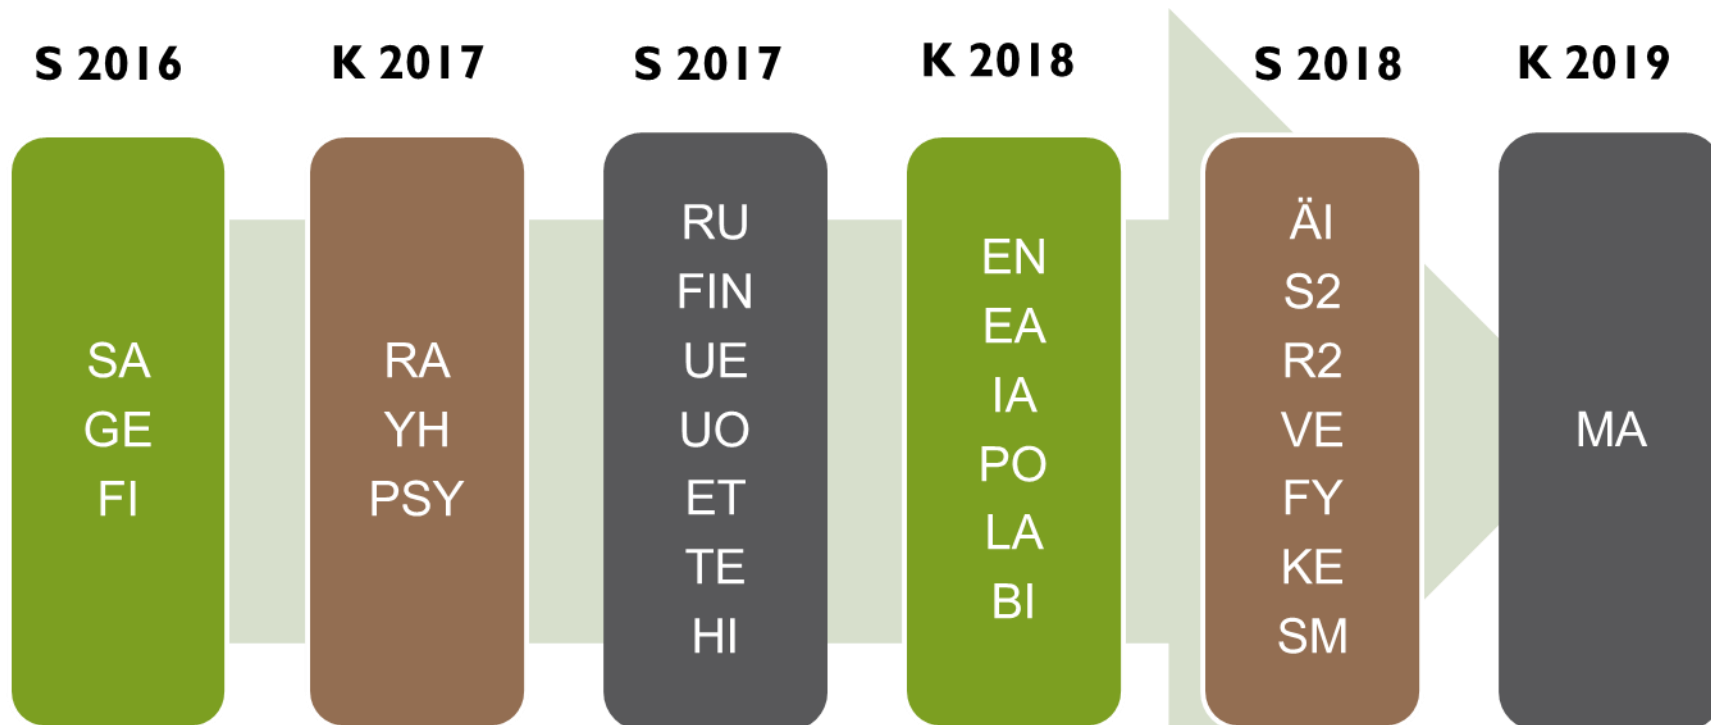 S 2016
K 2017
S 2017
K 2018
S 2018
K 2019
SA
GE
FI
RA
YH
PSY
RU
FIN
UE
UO
ET
TE
HI
EN
EA
IA
PO
LA
BI
ÄI
S2
R2
VE
FY
KE
SM
MA